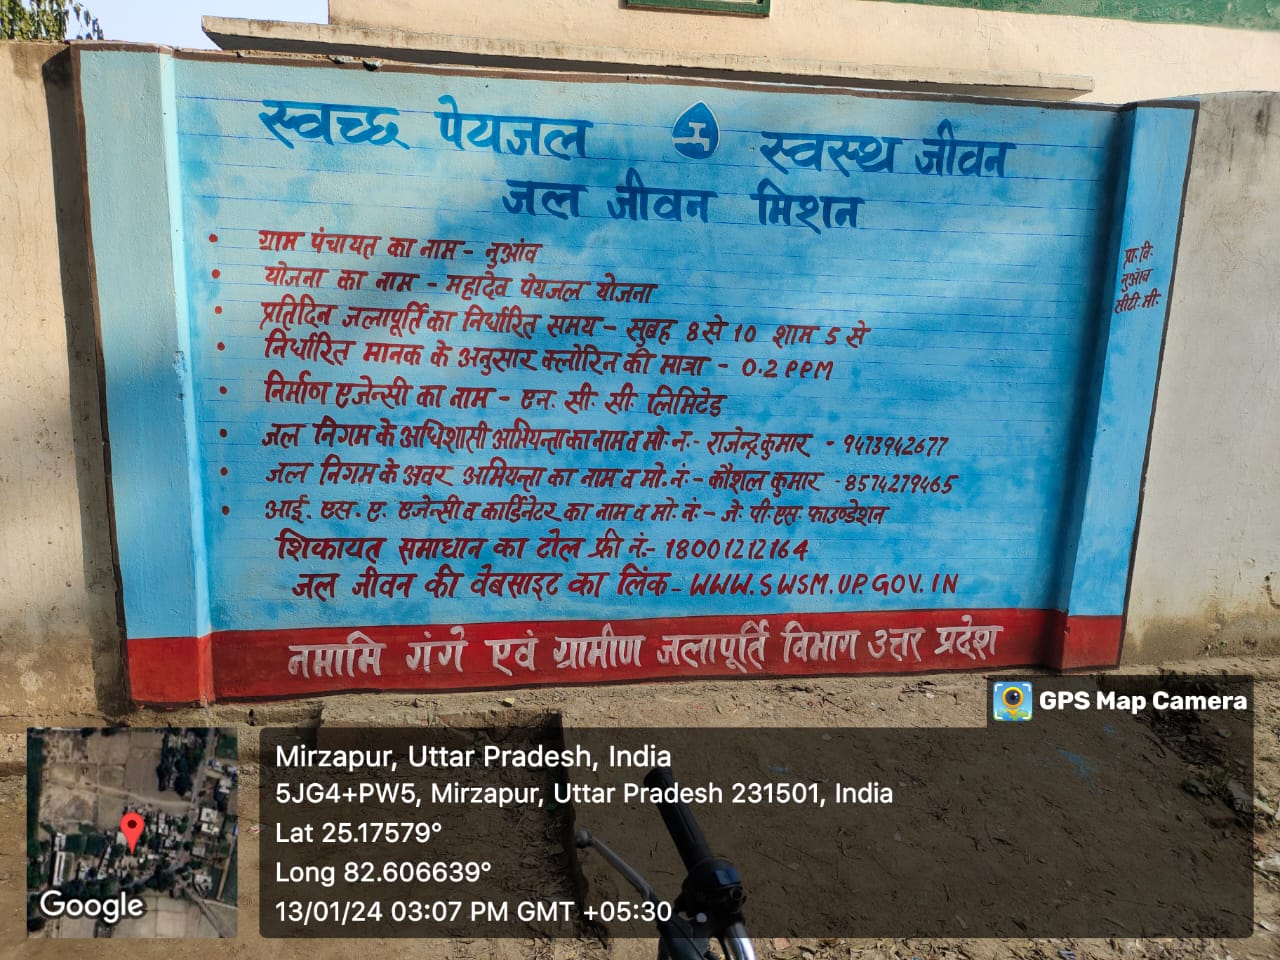 स्वच्छ पेयजल स्वस्थ जीवन
जल जीवन मिशन
• ग्राम पंचायत का नाम - नुआंव
• योजना का नाम - महादेव पेयजल योजना
• प्रतिदिन जलापूर्ति का निर्धारित समय - सुबह 8 से 10 शाम 5 से
• निर्धारित मानक के अनुसार क्लोरिन की मात्रा - 0.2 PPM
• निर्माण एजेन्सी का नाम - एन. सी. सी. लिमिटेड
• जल निगम के अधिशासी अभियन्ता का नाम व मो. न.- राजेन्द्र कुमार - 9473942677
• जल निगम के अवर अभियन्ता का नाम व मो. नं.- कौशल कुमार - 8574279465
• आई. एस. ए. एजेन्सी व कार्डिनेटर का नाम व मो. नं.- जे. पी. एस. फाउण्डेशन
शिकायत समाधान का टोल फ्री नं.- 18001212164
जल जीवन की वेबसाइट का लिंक - WWW.SWSM.UP.GOV.IN
नमामि गंगे एवं ग्रामीण जलापूर्ति विभाग उत्तर प्रदेश
प्रा. वि.
नुआंव
सीटी. मी.
GPS Map Camera
Mirzapur, Uttar Pradesh, India
5JG4+PW5, Mirzapur, Uttar Pradesh 231501, India
Lat 25.17579°
Long 82.606639°
13/01/24 03:07 PM GMT +05:30
Google